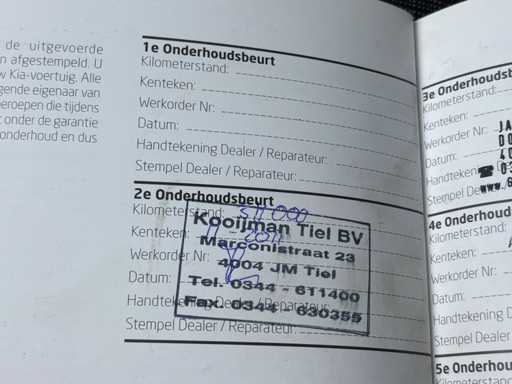 de uitgevoerde
n afgestempeld. U
w Kia-voertuig. Alle
gende eigenaar van
eroepen die tijdens
t onder de garantie
onderhoud en dus
1e Onderhoudsbeurt
Kilometerstand:
Kenteken:
Werkorder Nr:
Datum:
Handtekening Dealer / Reparateur:
Stempel Dealer / Reparateur:
2e Onderhoudsbeurt
Kilometerstand:
Kenteken:
Werkorder Nr:
Datum:
Handtekening Dealer / Reparateur:
Stempel Dealer / Reparateur:
Kooijman Tiel BV
Marconistraat 23
4004 JM Tiel
Tel. 0344 - 611400
Fax. 0344 - 630355
3e Onderhoudsb
Kilometerstand:
Kenteken:
Werkorder Nr:
Datum:
Handteken
Stempel De
JA
www.
4e Onderhoud
Kilometerstand:
Kenteken:
Werkorder Nr:
Datum:
Handtekening D
Stempel Dealer /
5e Onderhoud
Kilometerstand